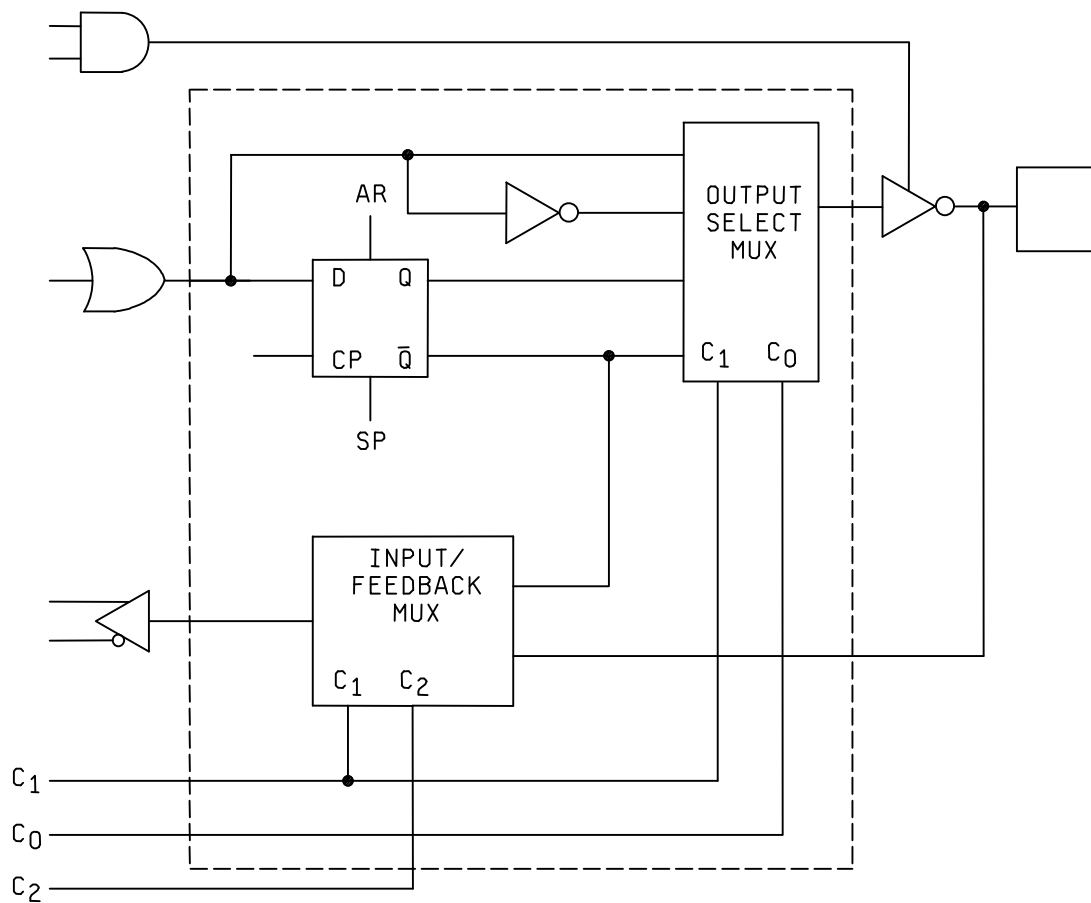 AR
OUTPUT
SELECT
MUX
D Q
CP Q̅
C₁ C₀
SP
INPUT/
FEEDBACK
MUX
C₁ C₂
C₁
C₀
C₂